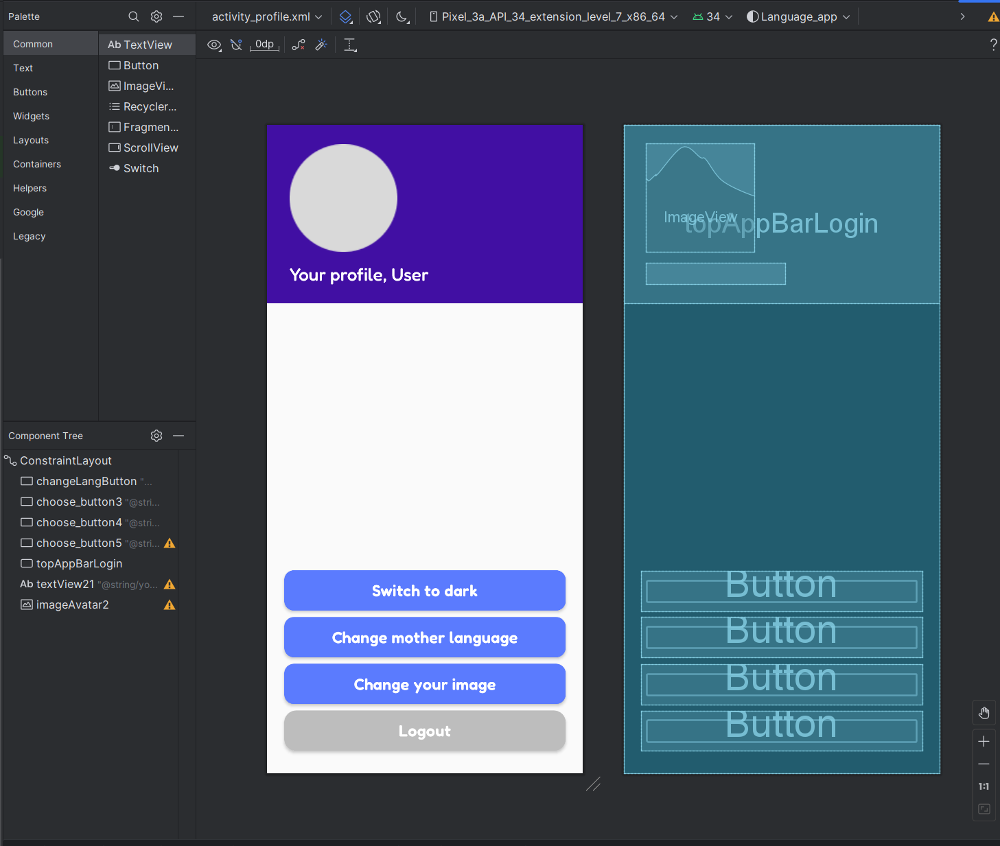 Palette
activity_profile.xml
Pixel_3a_API_34_extension_level_7_x86_64
34
Language_app
Common
Text
Buttons
Widgets
Layouts
Containers
Helpers
Google
Legacy
Ab TextView
Button
ImageVi...
Recycler...
Fragmen...
ScrollView
Switch
0dp
?
Your profile, User
Switch to dark
Change mother language
Change your image
Logout
ImageView
topAppBarLogin
Button
Button
Button
Button
Component Tree
ConstraintLayout
changeLangButton "...
choose_button3 "@stri...
choose_button4 "@stri...
choose_button5 "@stri...
topAppBarLogin
Ab textView21 "@string/yo...
imageAvatar2
1:1